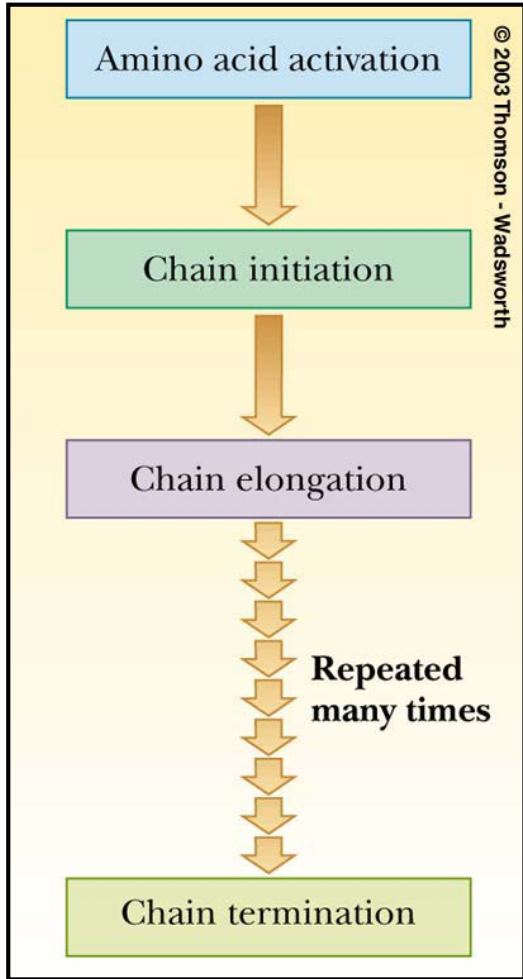 Amino acid activation
© 2003 Thomson - Wadsworth
Chain initiation
Chain elongation
Repeated
many times
Chain termination